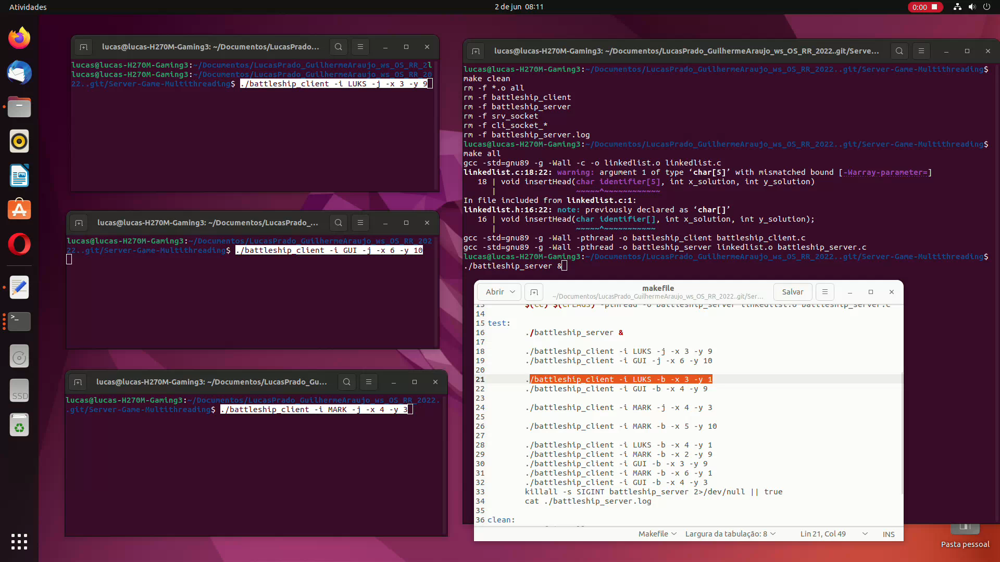 Atividades
2 de jun 08:11
0:00
lucas@lucas-H270M-Gaming3: ~/Documentos/LucasPrado...
lucas@lucas-H270M-Gaming3:~/Documentos/LucasPrado_GuilhermeAraujo_ws_OS_RR_2l
lucas@lucas-H270M-Gaming3:~/Documentos/LucasPrado_GuilhermeAraujo_ws_OS_RR_20
22..git/Server-Game-Multithreading$ ./battleship_client -i LUKS -j -x 3 -y 9
lucas@lucas-H270M-Gaming3: ~/Documentos/LucasPrado_...
lucas@lucas-H270M-Gaming3:~/Documentos/LucasPrado_GuilhermeAraujo_ws_OS_RR_202
22..git/Server-Game-Multithreading$ ./battleship_client -i GUI -j -x 6 -y 10
lucas@lucas-H270M-Gaming3: ~/Documentos/LucasPrado_Gu...
lucas@lucas-H270M-Gaming3:~/Documentos/LucasPrado_GuilhermeAraujo_ws_OS_RR_2022.
.git/Server-Game-Multithreading$ ./battleship_client -i MARK -j -x 4 -y 3
lucas@lucas-H270M-Gaming3: ~/Documentos/LucasPrado_GuilhermeAraujo_ws_OS_RR_2022..git/Serve...
lucas@lucas-H270M-Gaming3:~/Documentos/LucasPrado_GuilhermeAraujo_ws_OS_RR_2022..git/Server-Game-Multithreading$
make clean
rm -f *.o all
rm -f battleship_client
rm -f battleship_server
rm -f srv_socket
rm -f cli_socket_*
rm -f battleship_server.log
lucas@lucas-H270M-Gaming3:~/Documentos/LucasPrado_GuilhermeAraujo_ws_OS_RR_2022..git/Server-Game-Multithreading$
make all
gcc -std=gnu89 -g -Wall -c -o linkedlist.o linkedlist.c
linkedlist.c:18:22: warning: argument 1 of type ‘char[5]’ with mismatched bound [-Warray-parameter=]
18 | void insertHead(char identifier[5], int x_solution, int y_solution)
| ~~~~~^~~~~~~~~~~~~
In file included from linkedlist.c:1:
linkedlist.h:16:22: note: previously declared as ‘char[]’
16 | void insertHead(char identifier[], int x_solution, int y_solution);
| ~~~~~^~~~~~~~~~~~
gcc -std=gnu89 -g -Wall -pthread -o battleship_client battleship_client.c
gcc -std=gnu89 -g -Wall -pthread -o battleship_server linkedlist.o battleship_server.c
lucas@lucas-H270M-Gaming3:~/Documentos/LucasPrado_GuilhermeAraujo_ws_OS_RR_2022..git/Server-Game-Multithreading$
./battleship_server &
Abrir
makefile
~/Documentos/LucasPrado_GuilhermeAraujo_ws_OS_RR_2022..git/Ser...
Salvar
13 $(CC) $(CFLAGS) -pthread -o battleship_server linkedlist.o battleship_server.c
14
15 test:
16 ./battleship_server &
17
18 ./battleship_client -i LUKS -j -x 3 -y 9
19 ./battleship_client -i GUI -j -x 6 -y 10
20
21 ./battleship_client -i LUKS -b -x 3 -y 1
22 ./battleship_client -i GUI -b -x 4 -y 9
23
24 ./battleship_client -i MARK -j -x 4 -y 3
25
26 ./battleship_client -i MARK -b -x 5 -y 10
27
28 ./battleship_client -i LUKS -b -x 4 -y 1
29 ./battleship_client -i MARK -b -x 2 -y 9
30 ./battleship_client -i GUI -b -x 3 -y 9
31 ./battleship_client -i MARK -b -x 6 -y 1
32 ./battleship_client -i GUI -b -x 4 -y 3
33 killall -s SIGINT battleship_server 2>/dev/null || true
34 cat ./battleship_server.log
35
36 clean:
Makefile
Largura da tabulação: 8
Lin 21, Col 49
INS
SSD
Pasta pessoal